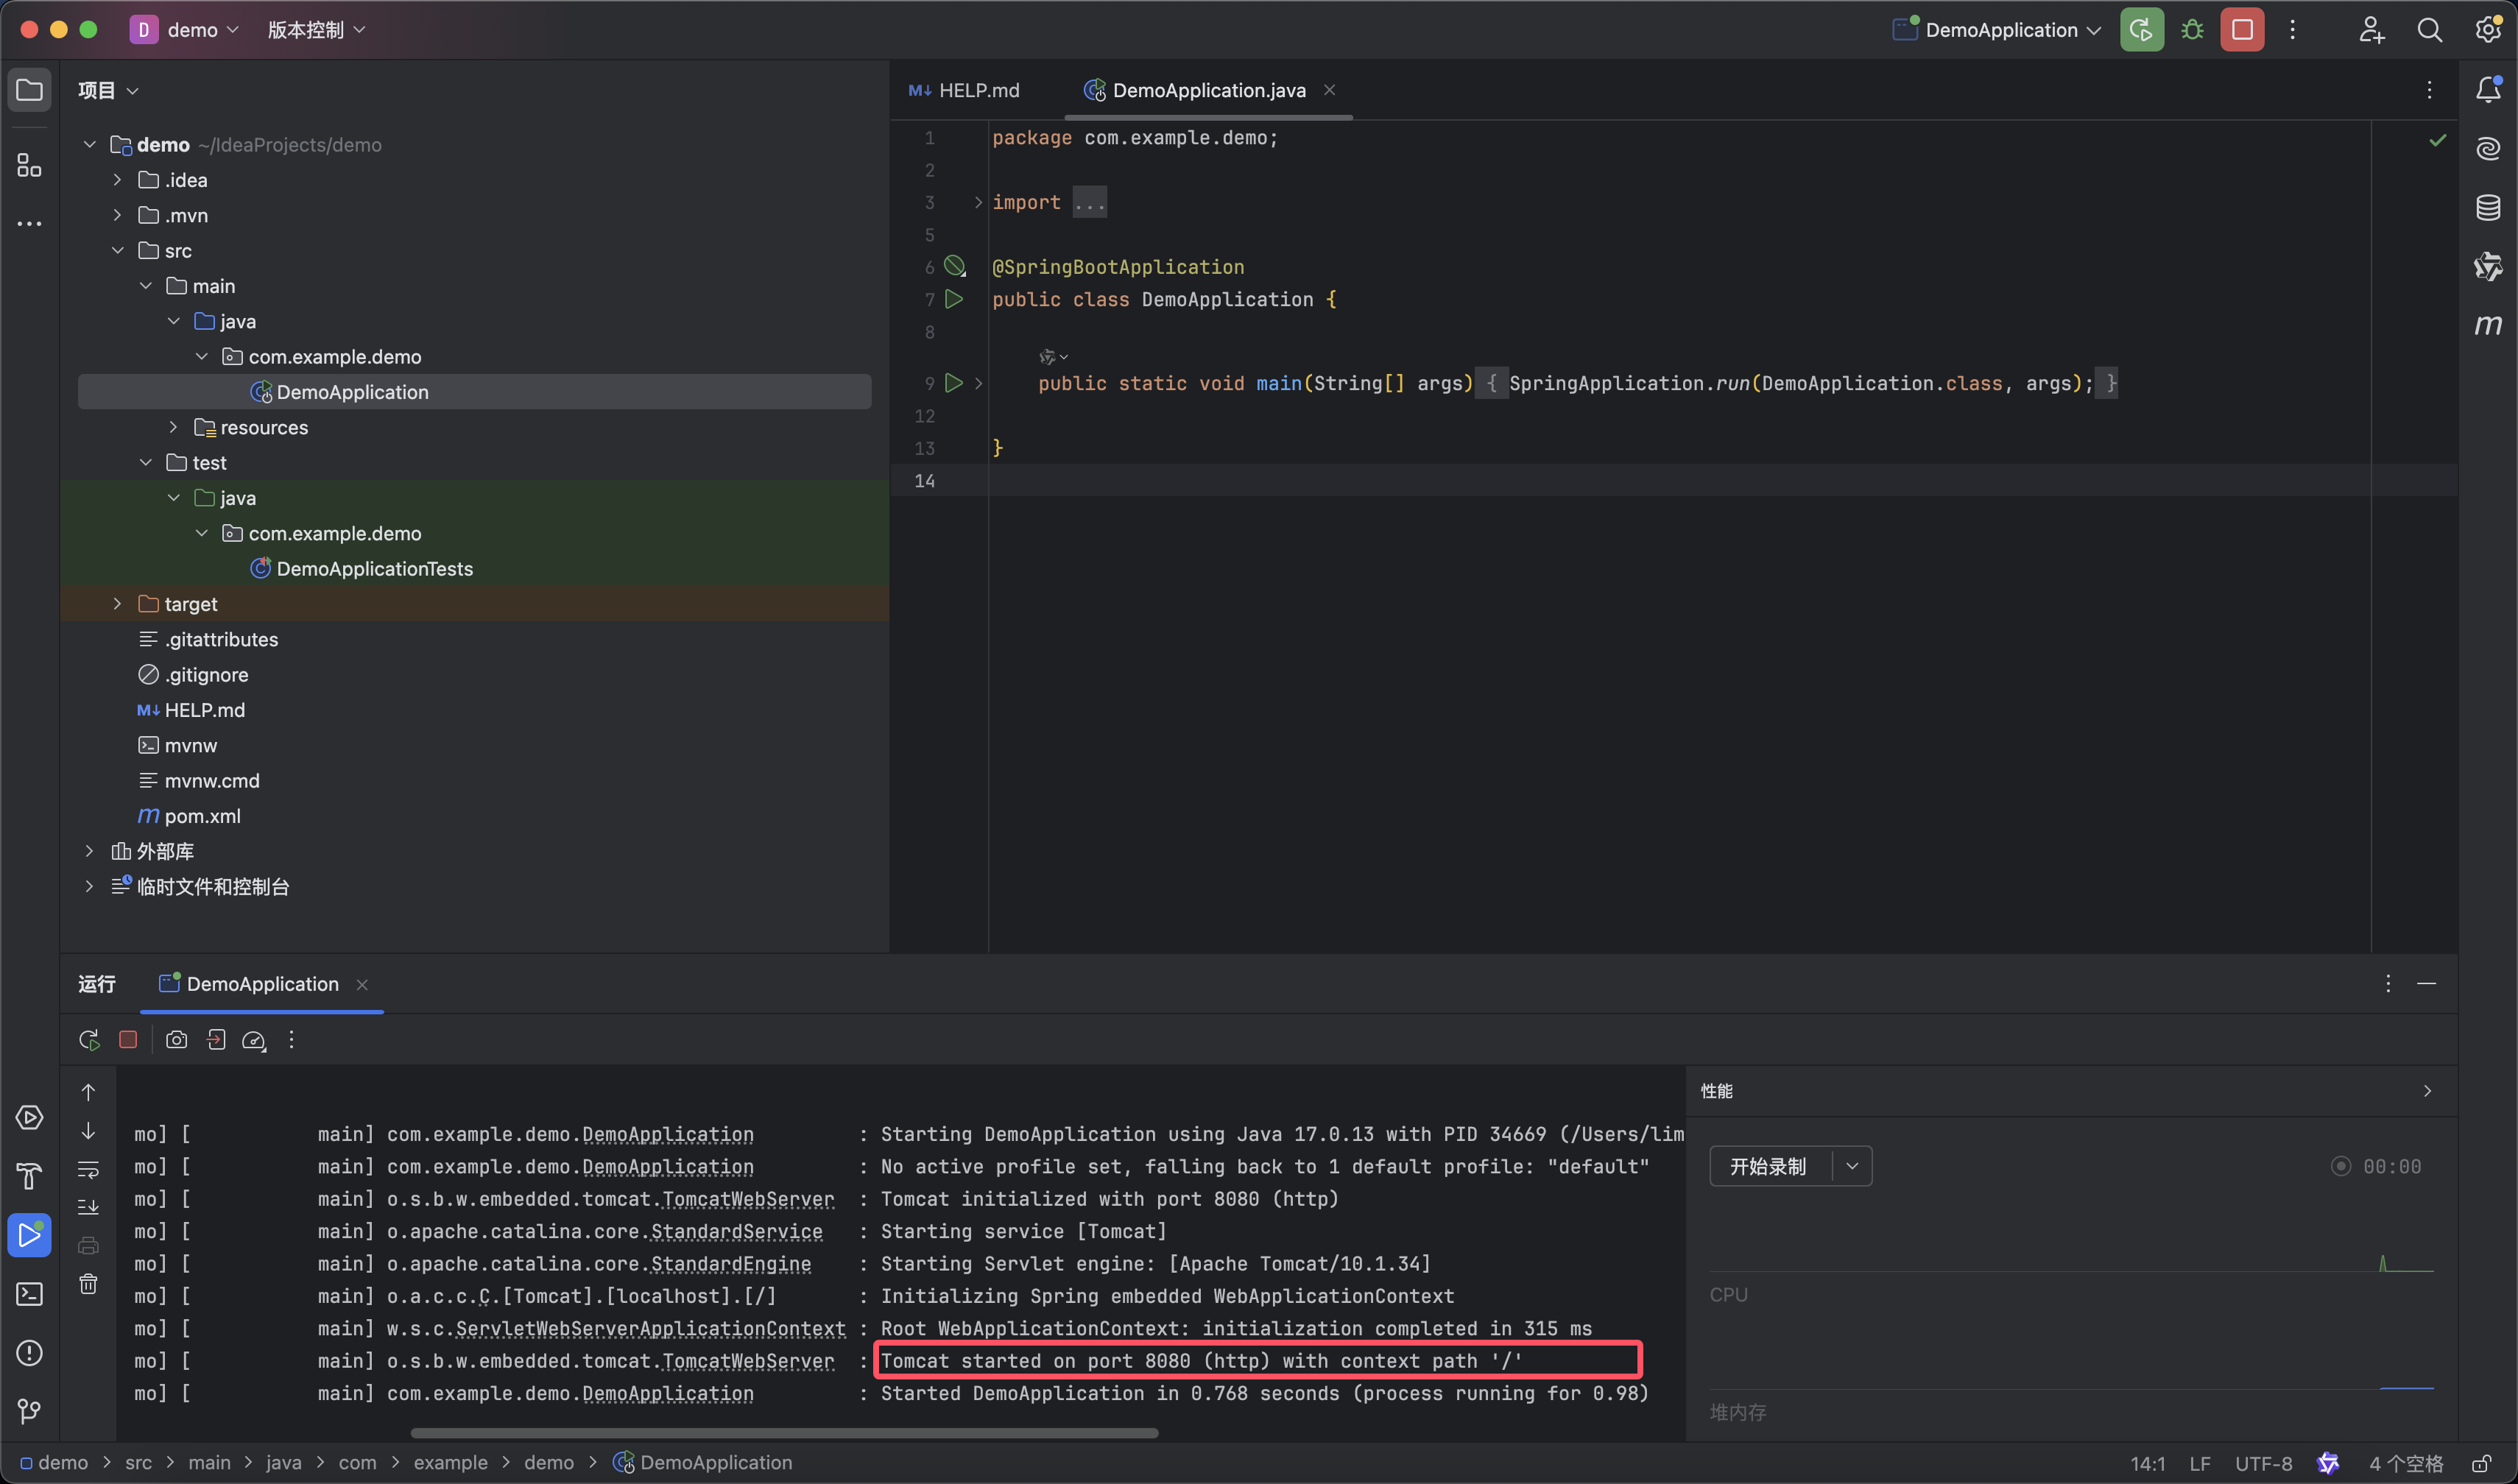 D demo 版本控制 DemoApplication
项目
demo ~/IdeaProjects/demo
.idea
.mvn
src
main
java
com.example.demo
DemoApplication
resources
test
java
com.example.demo
DemoApplicationTests
target
.gitattributes
.gitignore
M↓ HELP.md
mvnw
mvnw.cmd
m pom.xml
外部库
临时文件和控制台
M↓ HELP.md DemoApplication.java
1 package com.example.demo;
2
3 import ...
5
6 @SpringBootApplication
7 public class DemoApplication {
8
9 public static void main(String[] args) { SpringApplication.run(DemoApplication.class, args); }
12
13 }
14
m
运行 DemoApplication
mo] [ main] com.example.demo.DemoApplication : Starting DemoApplication using Java 17.0.13 with PID 34669 (/Users/lim
mo] [ main] com.example.demo.DemoApplication : No active profile set, falling back to 1 default profile: "default"
mo] [ main] o.s.b.w.embedded.tomcat.TomcatWebServer : Tomcat initialized with port 8080 (http)
mo] [ main] o.apache.catalina.core.StandardService : Starting service [Tomcat]
mo] [ main] o.apache.catalina.core.StandardEngine : Starting Servlet engine: [Apache Tomcat/10.1.34]
mo] [ main] o.a.c.c.C.[Tomcat].[localhost].[/] : Initializing Spring embedded WebApplicationContext
mo] [ main] w.s.c.ServletWebServerApplicationContext : Root WebApplicationContext: initialization completed in 315 ms
mo] [ main] o.s.b.w.embedded.tomcat.TomcatWebServer : Tomcat started on port 8080 (http) with context path '/'
mo] [ main] com.example.demo.DemoApplication : Started DemoApplication in 0.768 seconds (process running for 0.98)
性能
开始录制 00:00
CPU
堆内存
demo > src > main > java > com > example > demo > DemoApplication 14:1 LF UTF-8 4 个空格